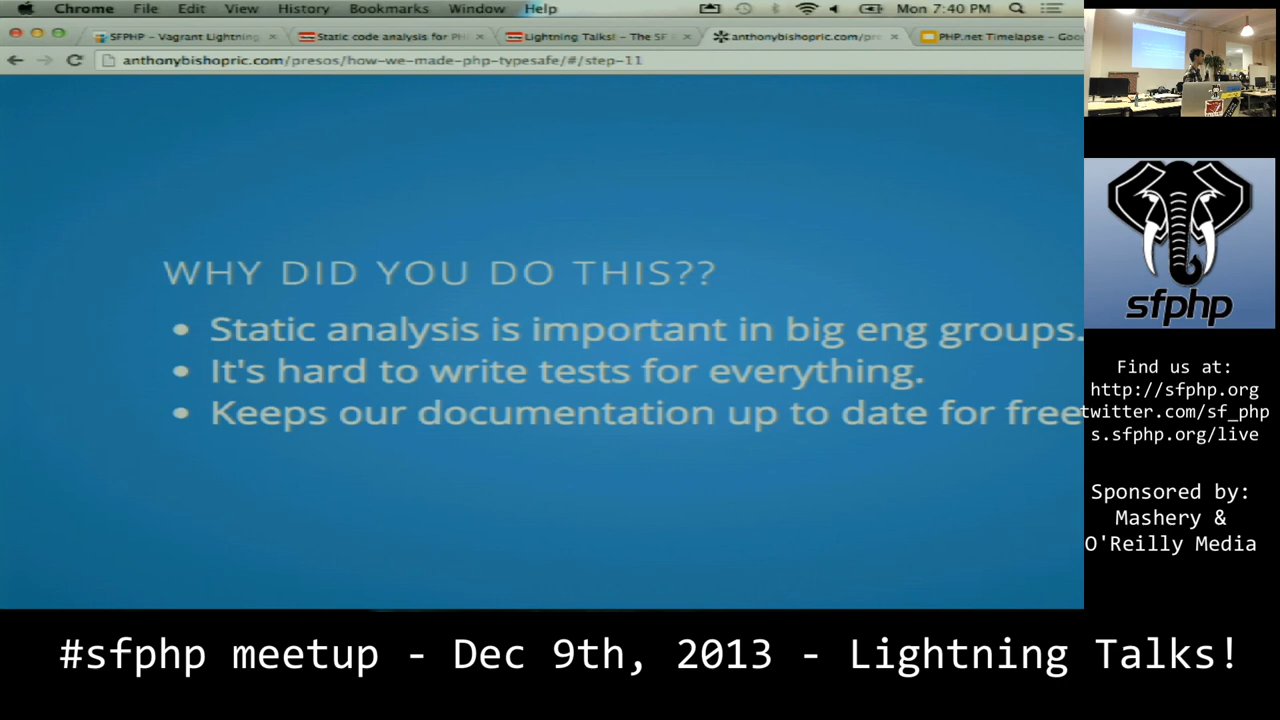 Chrome File Edit View History Bookmarks Window Help Mon 7:40 PM
SFPHP – Vagrant Lightning Static code analysis for PH Lightning Talks! – The SF anthonybishopric.com/pre PHP.net Timelapse – Goo
anthonybishopric.com/presos/how-we-made-php-typesafe/#/step-11
WHY DID YOU DO THIS??
• Static analysis is important in big eng groups.
• It's hard to write tests for everything.
• Keeps our documentation up to date for free
sfphp
Find us at:
http://sfphp.org
twitter.com/sf_php
s.sfphp.org/live
Sponsored by:
Mashery &
O'Reilly Media
#sfphp meetup - Dec 9th, 2013 - Lightning Talks!